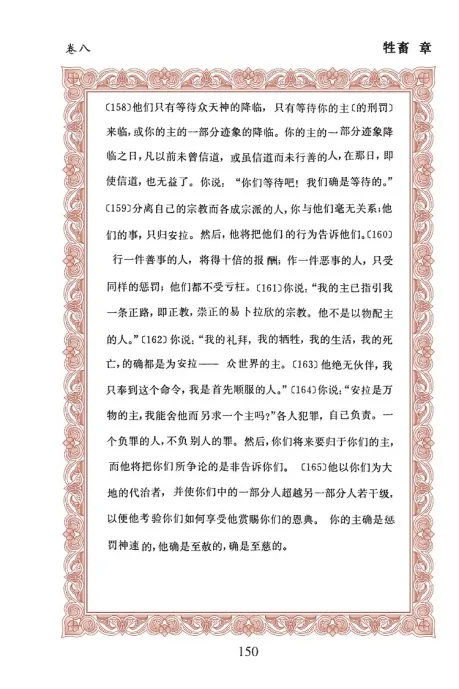 卷八
牲畜 章
〔158〕他们只有等待众天神的降临，只有等待你的主〔的刑罚〕
来临，或你的主的一部分迹象的降临。你的主的一部分迹象降
临之日，凡以前未曾信道，或虽信道而未行善的人，在那日，即
使信道，也无益了。你说：“你们等待吧！我们确是等待的。”
〔159〕分离自己的宗教而各成宗派的人，你与他们毫无关系；他
们的事，只归安拉。然后，他将把他们的行为告诉他们。〔160〕
行一件善事的人，将得十倍的报酬；作一件恶事的人，只受
同样的惩罚；他们都不受亏枉。〔161〕你说：“我的主已指引我
一条正路，即正教，崇正的易卜拉欣的宗教。他不是以物配主
的人。”〔162〕你说：“我的礼拜，我的牺牲，我的生活，我的死
亡，的确都是为安拉—— 众世界的主。〔163〕他绝无伙伴，我
只奉到这个命令，我是首先顺服的人。”〔164〕你说：“安拉是万
物的主，我能舍他而另求一个主吗？”各人犯罪，自己负责。一
个负罪的人，不负别人的罪。然后，你们将来要归于你们的主，
而他将把你们所争论的是非告诉你们。〔165〕他以你们为大
地的代治者，并使你们中的一部分人超越另一部分人若干级，
以便他考验你们如何享受他赏赐你们的恩典。你的主确是惩
罚神速的，他确是至赦的，确是至慈的。
150